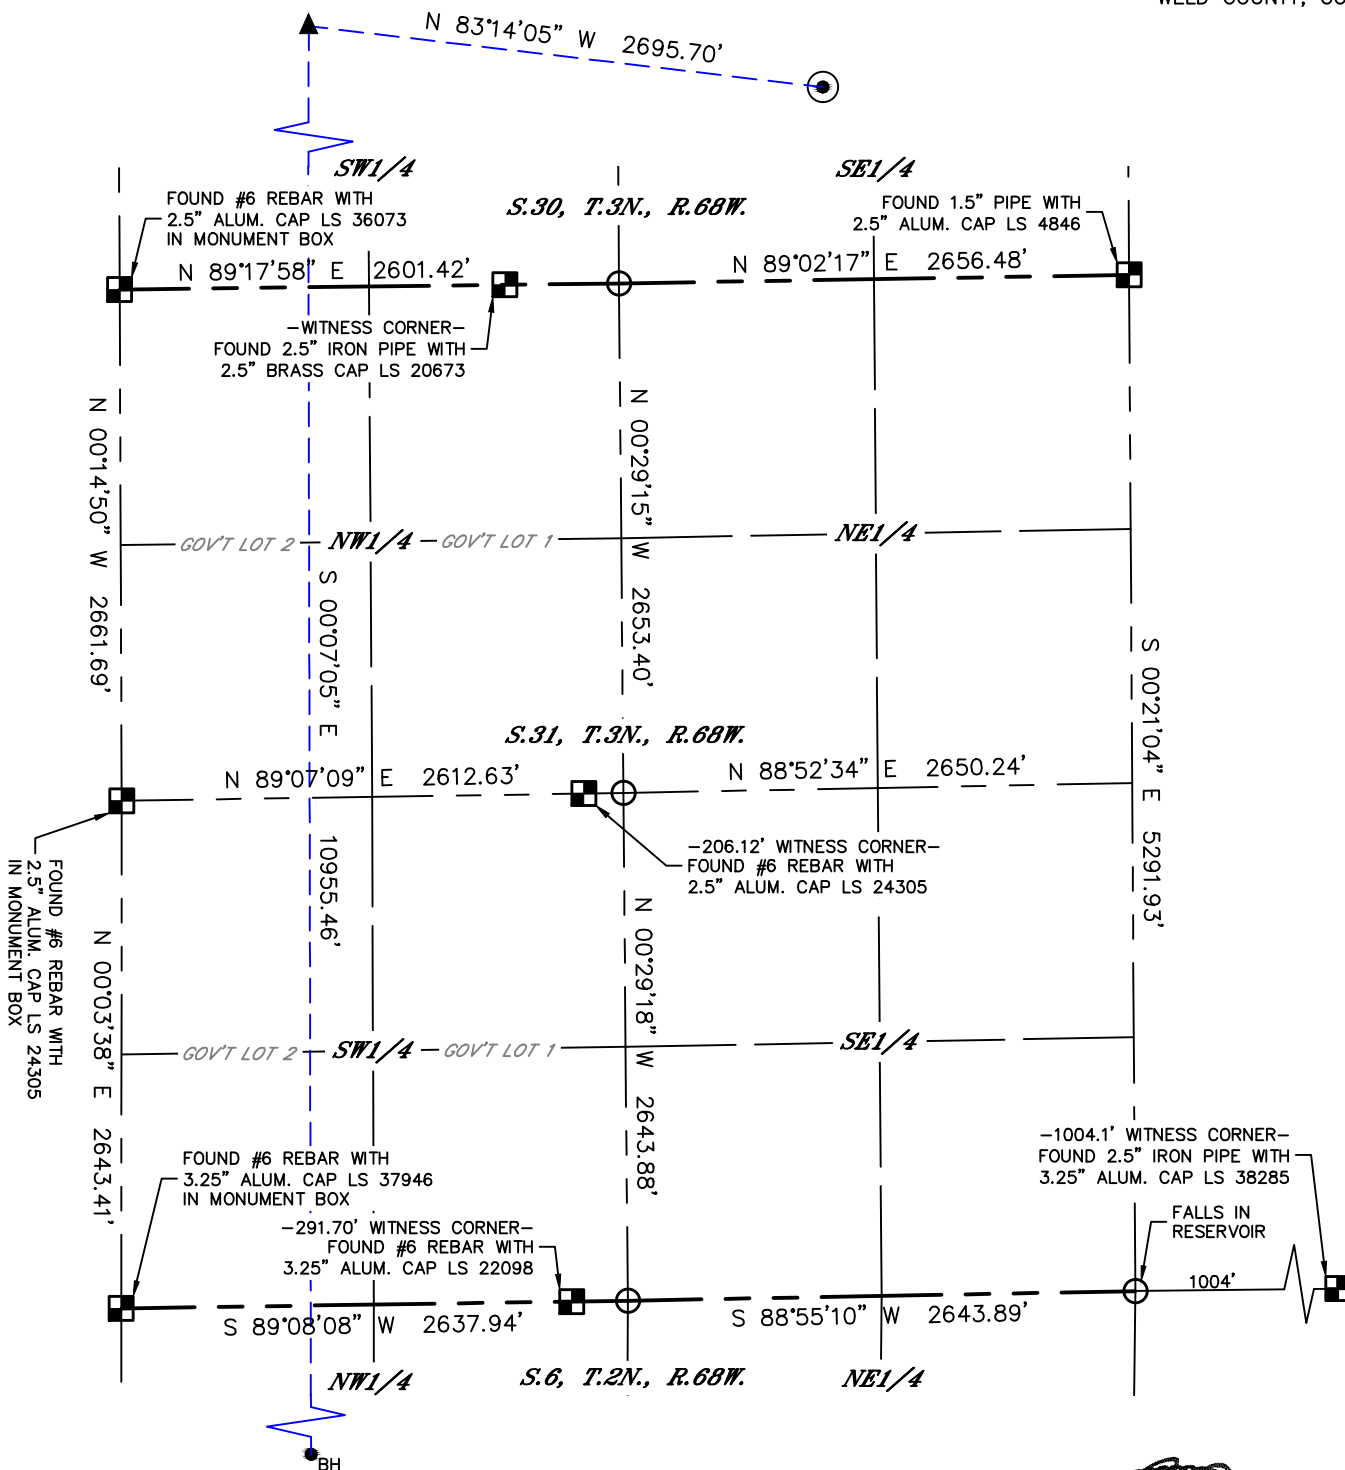 WELD COUNTY, CO
N 83°14'05" W 2695.70'
SW1/4
SE1/4
FOUND #6 REBAR WITH
2.5" ALUM. CAP LS 36073
IN MONUMENT BOX
S.30, T.3N., R.68W.
FOUND 1.5" PIPE WITH
2.5" ALUM. CAP LS 4846
N 89°17'58" E 2601.42'
N 89°02'17" E 2656.48'
-WITNESS CORNER-
FOUND 2.5" IRON PIPE WITH
2.5" BRASS CAP LS 20673
N 00°14'50" W 2661.69'
N 00°29'15" W 2653.40'
GOV'T LOT 2
NW1/4
GOV'T LOT 1
NE1/4
S 00°07'05" E 10955.46'
S 00°21'04" E 5291.93'
S.31, T.3N., R.68W.
N 89°07'09" E 2612.63'
N 88°52'34" E 2650.24'
-206.12' WITNESS CORNER-
FOUND #6 REBAR WITH
2.5" ALUM. CAP LS 24305
FOUND #6 REBAR WITH
2.5" ALUM. CAP LS 24305
IN MONUMENT BOX
N 00°03'38" E 2643.41'
N 00°29'18" W 2643.88'
GOV'T LOT 2
SW1/4
GOV'T LOT 1
SE1/4
-1004.1' WITNESS CORNER-
FOUND 2.5" IRON PIPE WITH
3.25" ALUM. CAP LS 38285
FOUND #6 REBAR WITH
3.25" ALUM. CAP LS 37946
IN MONUMENT BOX
FALLS IN
RESERVOIR
-291.70' WITNESS CORNER-
FOUND #6 REBAR WITH
3.25" ALUM. CAP LS 22098
1004'
S 89°08'08" W 2637.94'
S 88°55'10" W 2643.89'
NW1/4
S.6, T.2N., R.68W.
NE1/4
BH